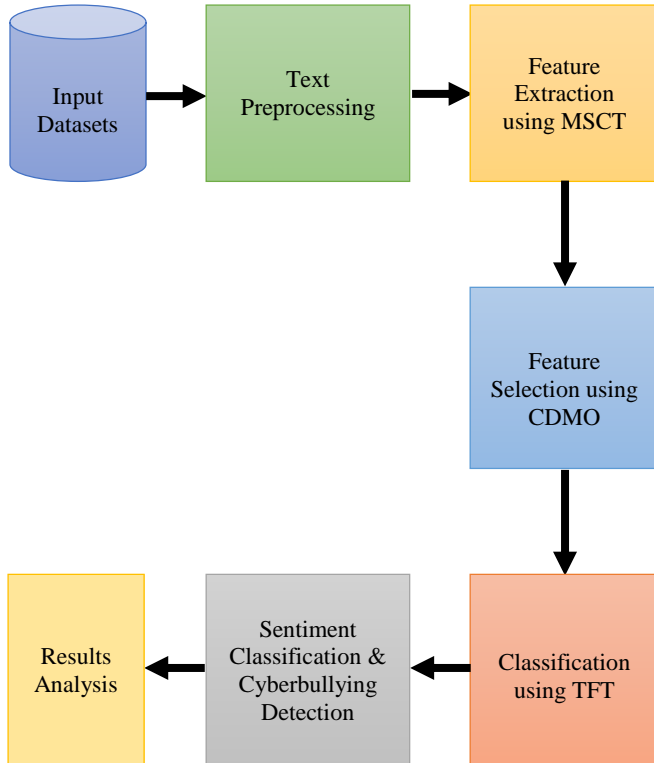 Input
Datasets
Text
Preprocessing
Feature
Extraction
using MSCT
Feature
Selection using
CDMO
Classification
using TFT
Sentiment
Classification &
Cyberbullying
Detection
Results
Analysis